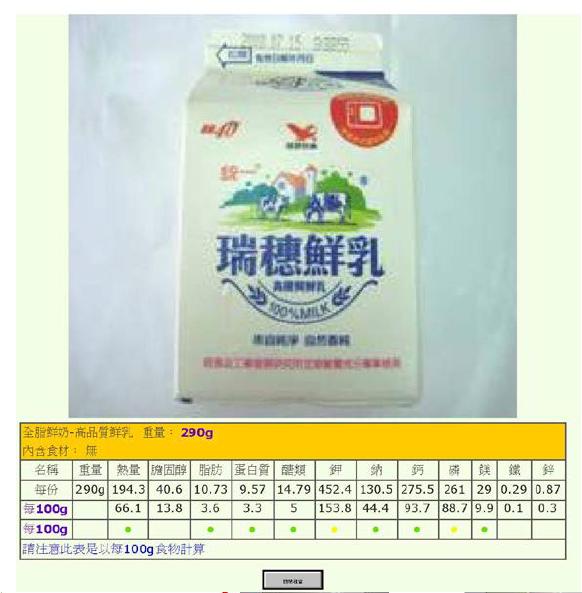 統一
瑞穗鮮乳
100%MILK
全脂鮮奶-高品質鮮乳 重量： 290g
內含食材： 無
名稱 重量 熱量 膽固醇 脂肪 蛋白質 醣類 鉀 鈉 鈣 磷 鎂 鐵 鋅
每份 290g 194.3 40.6 10.73 9.57 14.79 452.4 130.5 275.5 261 29 0.29 0.87
每100g 66.1 13.8 3.6 3.3 5 153.8 44.4 93.7 88.7 9.9 0.1 0.3
每100g
請注意此表是以每100g食物計算